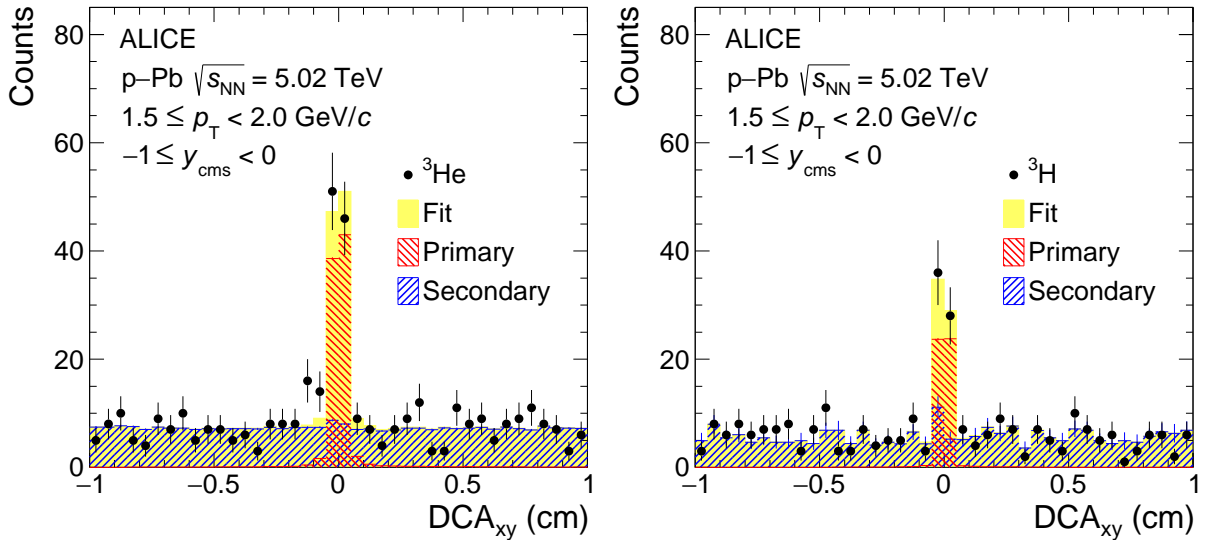 Counts
80
60
40
20
0
ALICE
p–Pb √sNN = 5.02 TeV
1.5 ≤ pT < 2.0 GeV/c
−1 ≤ ycms < 0
3He
Fit
Primary
Secondary
−1 −0.5 0 0.5 1
DCAxy (cm)
Counts
80
60
40
20
0
ALICE
p–Pb √sNN = 5.02 TeV
1.5 ≤ pT < 2.0 GeV/c
−1 ≤ ycms < 0
3H
Fit
Primary
Secondary
−1 −0.5 0 0.5 1
DCAxy (cm)